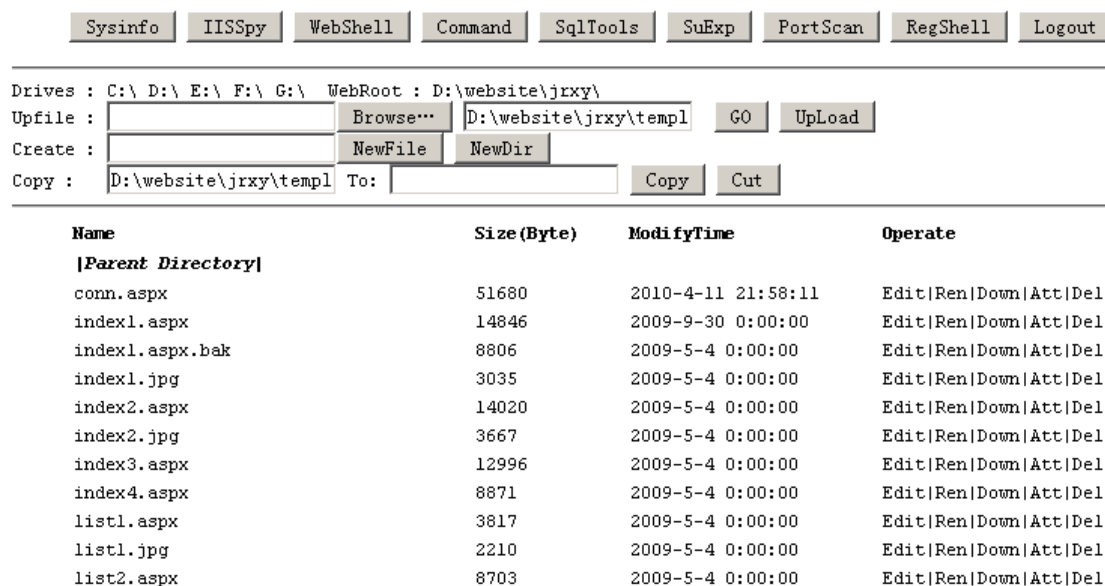 Sysinfo IISSpy WebShell Command SqlTools SuExp PortScan RegShell Logout
Drives : C:\ D:\ E:\ F:\ G:\ WebRoot : D:\website\jrxy\
Upfile : Browse… D:\website\jrxy\templ GO UpLoad
Create : NewFile NewDir
Copy : D:\website\jrxy\templ To: Copy Cut
Name Size(Byte) ModifyTime Operate
|Parent Directory|
conn.aspx 51680 2010-4-11 21:58:11 Edit|Ren|Down|Att|Del
index1.aspx 14846 2009-9-30 0:00:00 Edit|Ren|Down|Att|Del
index1.aspx.bak 8806 2009-5-4 0:00:00 Edit|Ren|Down|Att|Del
index1.jpg 3035 2009-5-4 0:00:00 Edit|Ren|Down|Att|Del
index2.aspx 14020 2009-5-4 0:00:00 Edit|Ren|Down|Att|Del
index2.jpg 3667 2009-5-4 0:00:00 Edit|Ren|Down|Att|Del
index3.aspx 12996 2009-5-4 0:00:00 Edit|Ren|Down|Att|Del
index4.aspx 8871 2009-5-4 0:00:00 Edit|Ren|Down|Att|Del
list1.aspx 3817 2009-5-4 0:00:00 Edit|Ren|Down|Att|Del
list1.jpg 2210 2009-5-4 0:00:00 Edit|Ren|Down|Att|Del
list2.aspx 8703 2009-5-4 0:00:00 Edit|Ren|Down|Att|Del